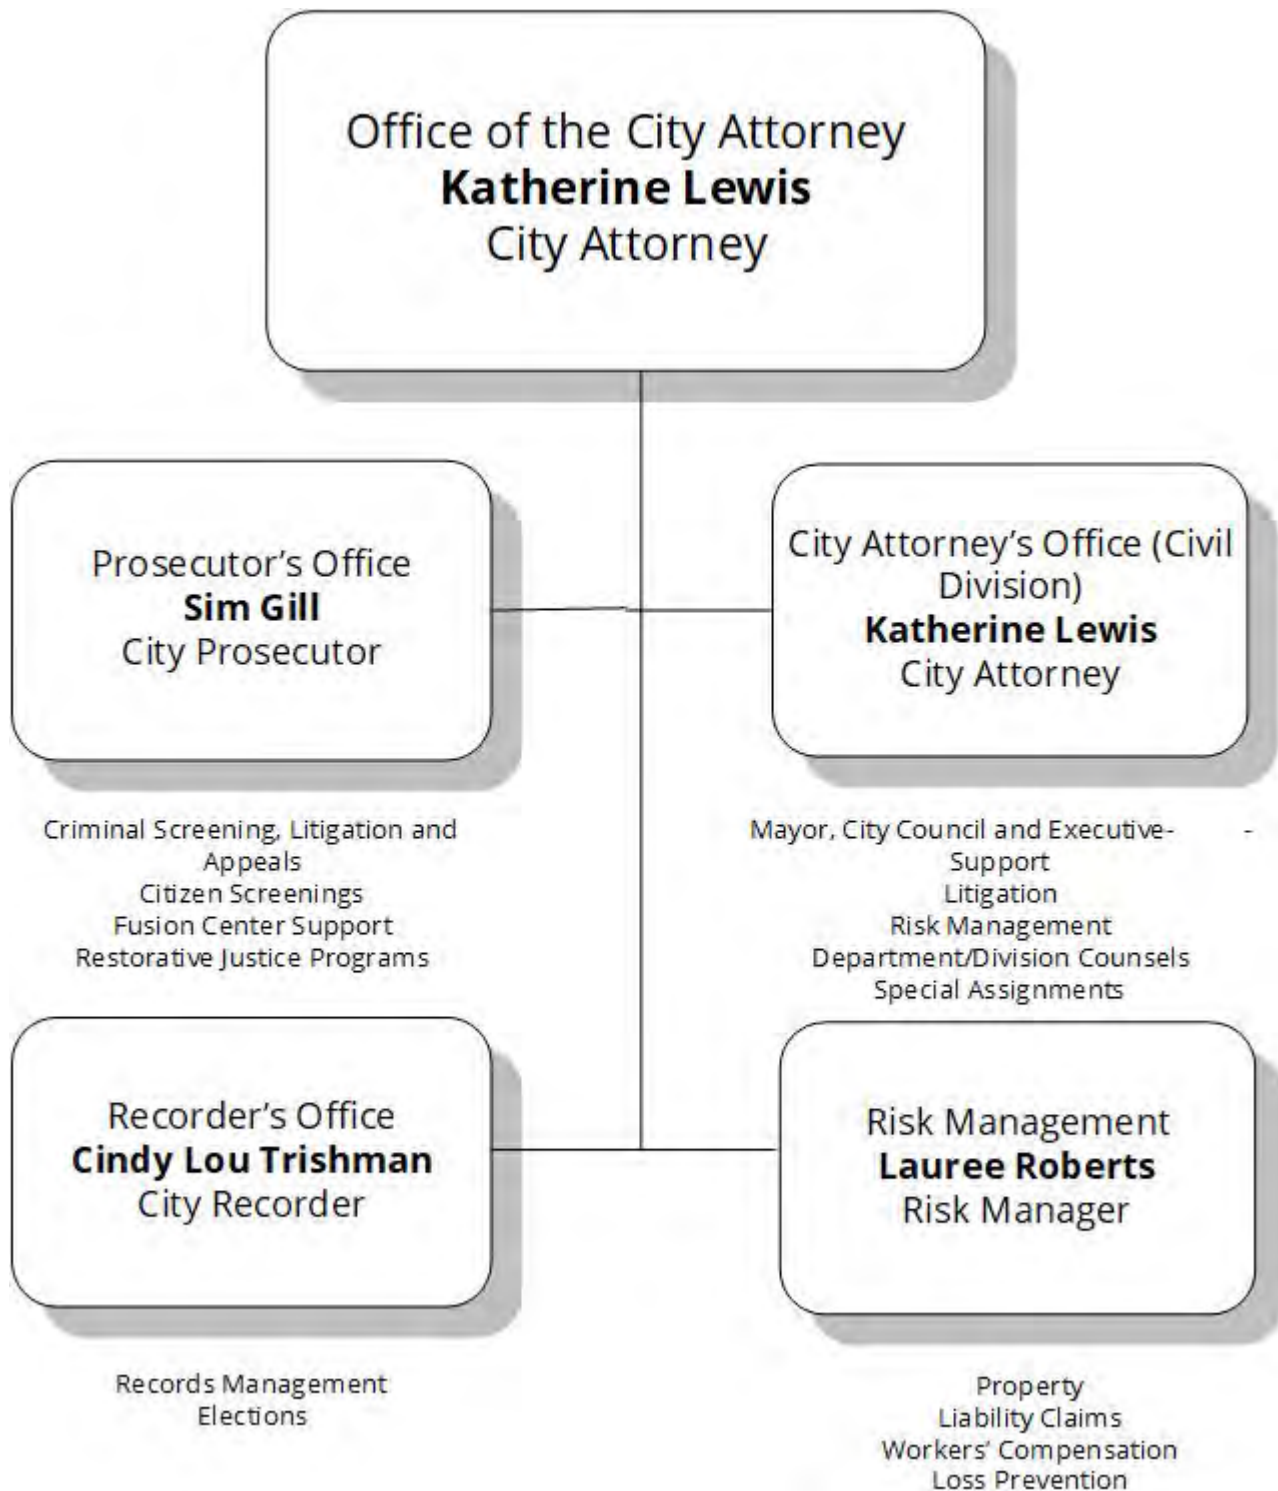 Office of the City Attorney
Katherine Lewis
City Attorney
Prosecutor’s Office
Sim Gill
City Prosecutor
City Attorney’s Office (Civil
Division)
Katherine Lewis
City Attorney
Criminal Screening, Litigation and
Appeals
Citizen Screenings
Fusion Center Support
Restorative Justice Programs
Mayor, City Council and Executive- -
Support
Litigation
Risk Management
Department/Division Counsels
Special Assignments
Recorder’s Office
Cindy Lou Trishman
City Recorder
Risk Management
Lauree Roberts
Risk Manager
Records Management
Elections
Property
Liability Claims
Workers’ Compensation
Loss Prevention